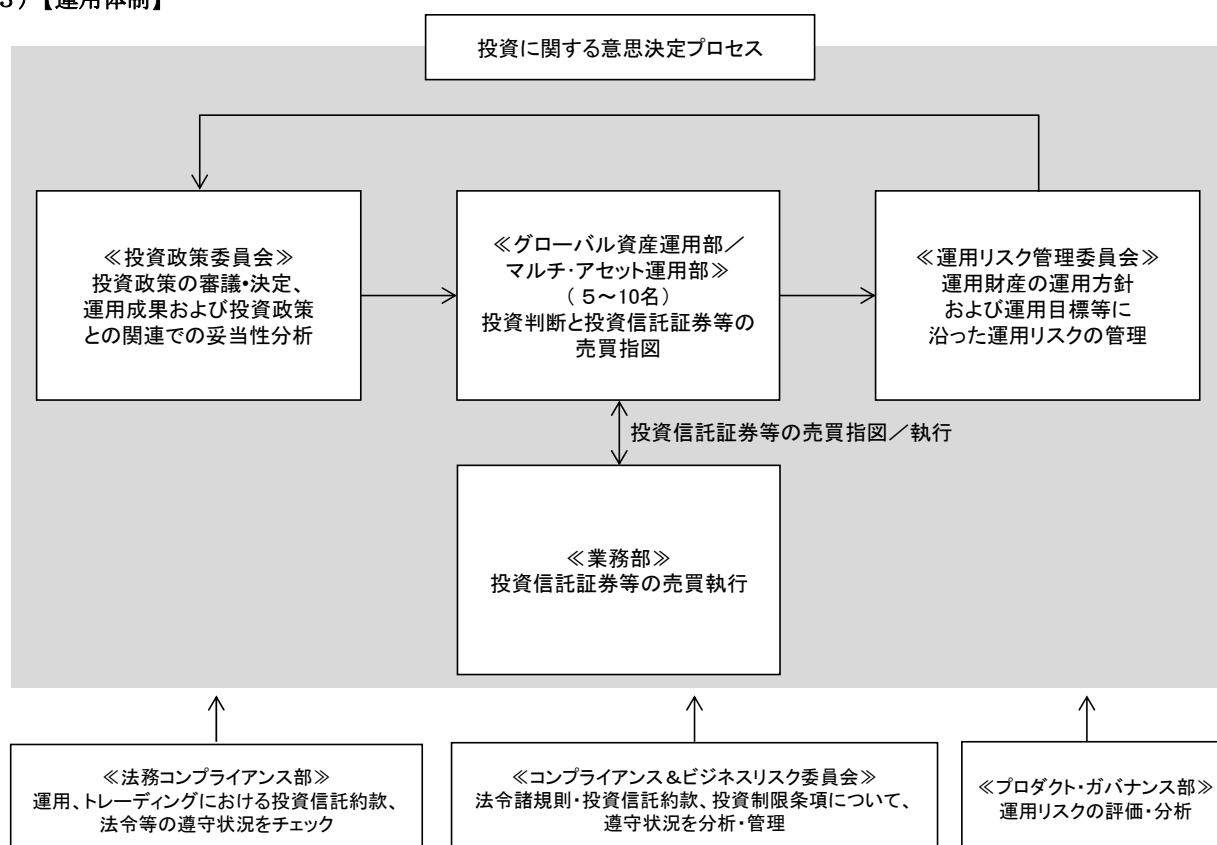 ３）【運用体制】
投資に関する意思決定プロセス
≪投資政策委員会≫
投資政策の審議・決定、
運用成果および投資政策
との関連での妥当性分析
≪グローバル資産運用部／
マルチ・アセット運用部≫
（ 5～10名）
投資判断と投資信託証券等の
売買指図
≪運用リスク管理委員会≫
運用財産の運用方針
および運用目標等に
沿った運用リスクの管理
投資信託証券等の売買指図／執行
≪業務部≫
投資信託証券等の売買執行
≪法務コンプライアンス部≫
運用、トレーディングにおける投資信託約款、
法令等の遵守状況をチェック
≪コンプライアンス＆ビジネスリスク委員会≫
法令諸規則・投資信託約款、投資制限条項について、
遵守状況を分析・管理
≪プロダクト・ガバナンス部≫
運用リスクの評価・分析